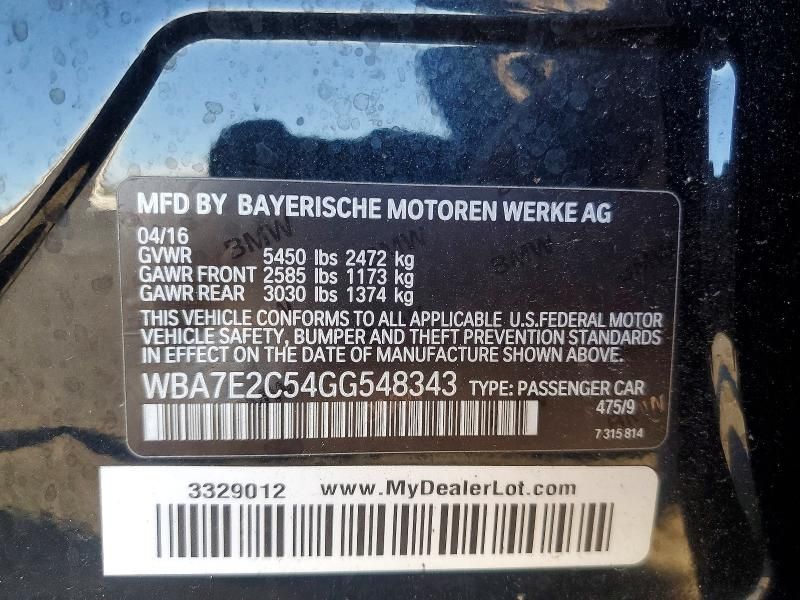 MFD BY BAYERISCHE MOTOREN WERKE AG
04/16
GVWR 5450 lbs 2472 kg
GAWR FRONT 2585 lbs 1173 kg
GAWR REAR 3030 lbs 1374 kg
THIS VEHICLE CONFORMS TO ALL APPLICABLE U.S.FEDERAL MOTOR
VEHICLE SAFETY, BUMPER AND THEFT PREVENTION STANDARDS
IN EFFECT ON THE DATE OF MANUFACTURE SHOWN ABOVE.
WBA7E2C54GG548343 TYPE: PASSENGER CAR
475/9
7 315 814
3329012 www.MyDealerLot.com